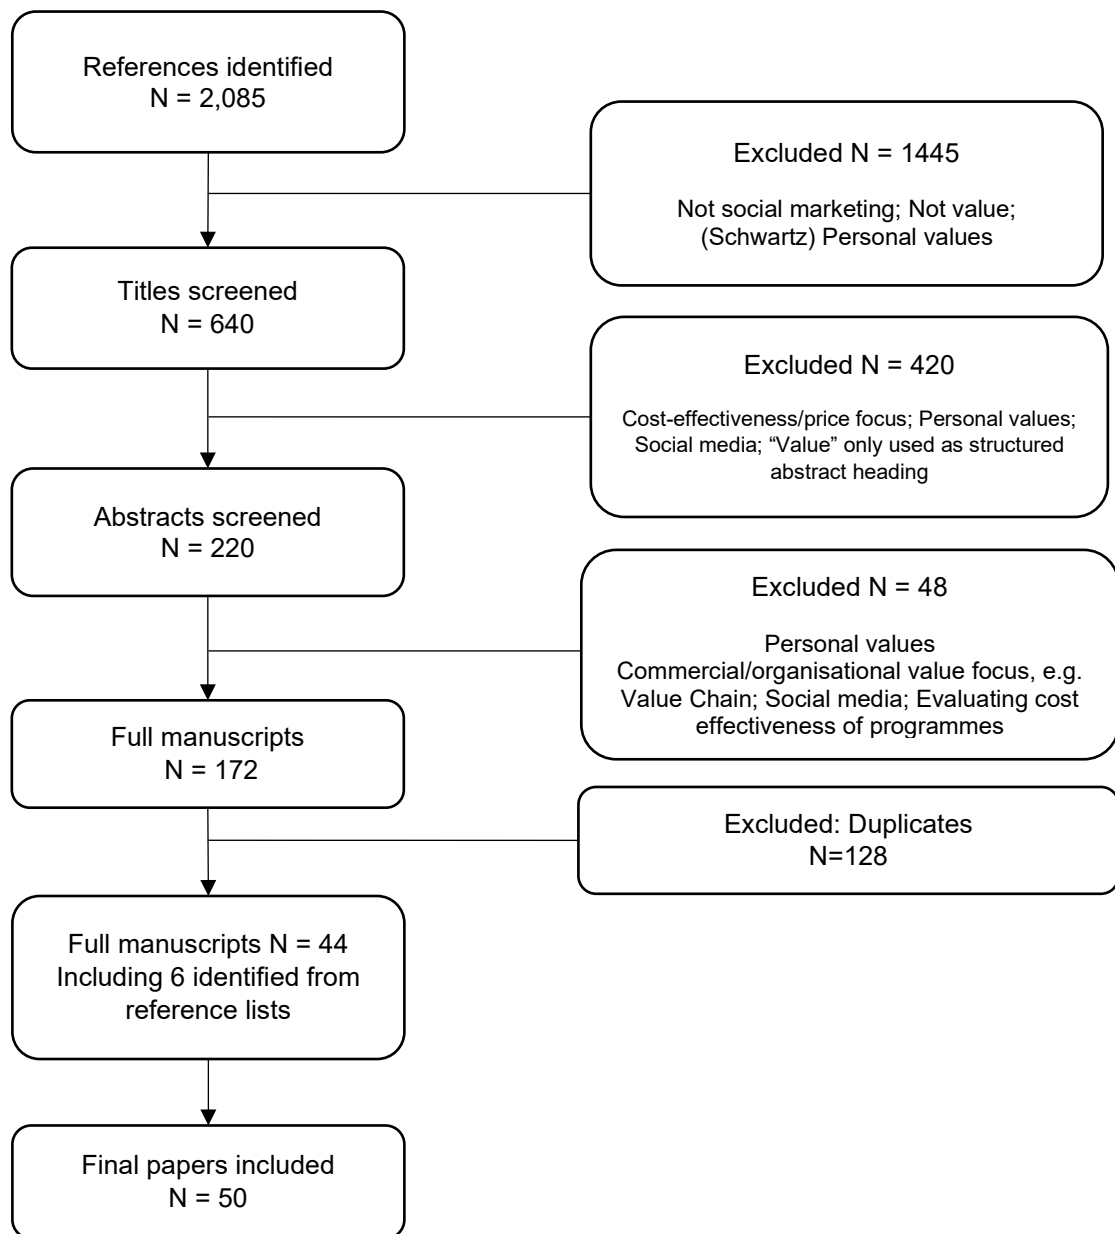 References identified
N = 2,085
Excluded N = 1445
Not social marketing; Not value;
(Schwartz) Personal values
Titles screened
N = 640
Excluded N = 420
Cost-effectiveness/price focus; Personal values;
Social media; “Value” only used as structured
abstract heading
Abstracts screened
N = 220
Excluded N = 48
Personal values
Commercial/organisational value focus, e.g.
Value Chain; Social media; Evaluating cost
effectiveness of programmes
Full manuscripts
N = 172
Excluded: Duplicates
N=128
Full manuscripts N = 44
Including 6 identified from
reference lists
Final papers included
N = 50